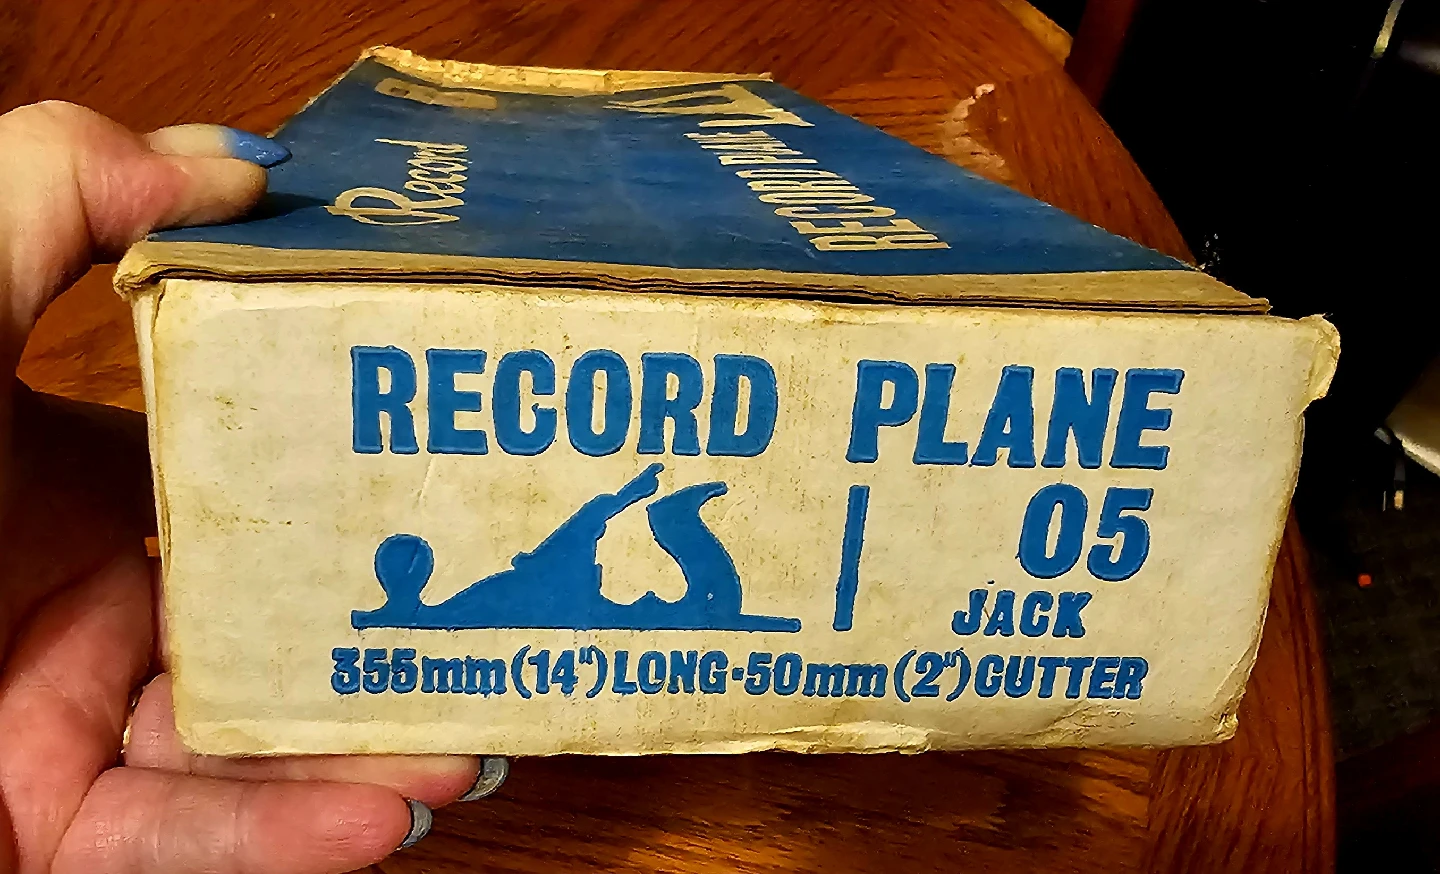 Record
RECORD PLANE
RECORD PLANE
05
JACK
355mm(14")LONG·50mm(2")CUTTER